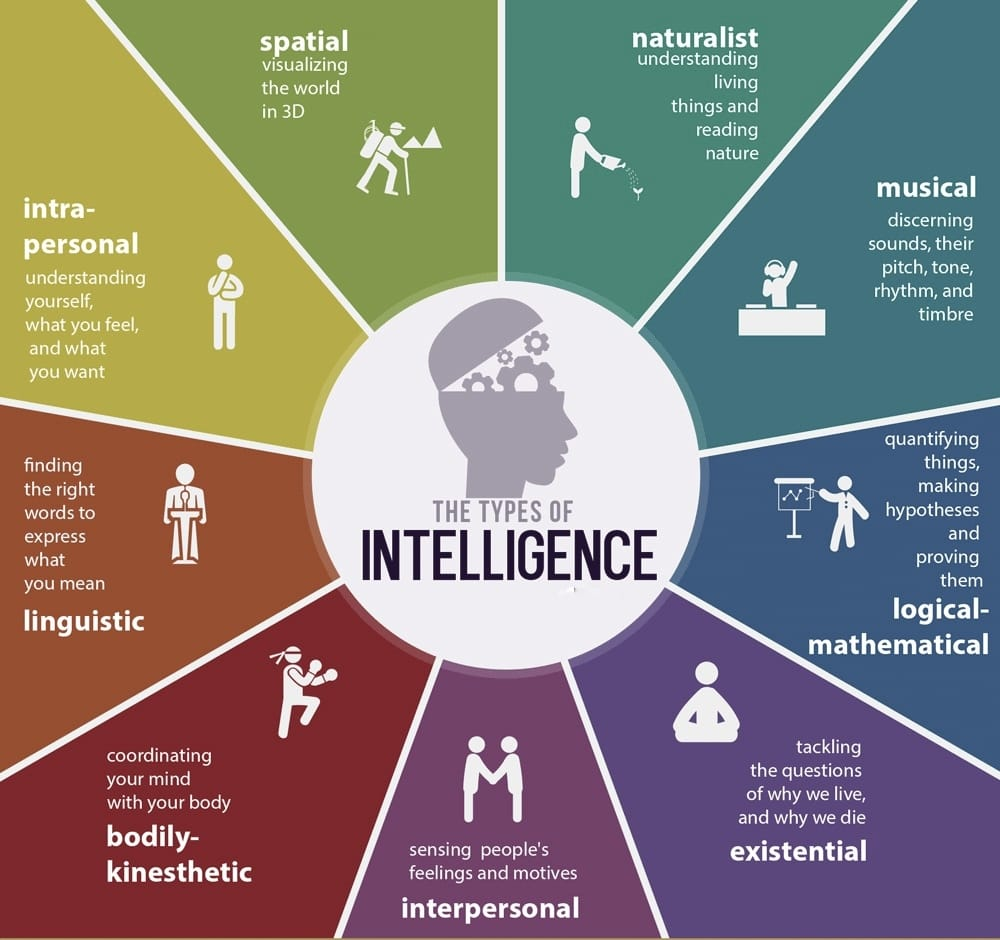 spatial
visualizing
the world
in 3D
naturalist
understanding
living
things and
reading
nature
musical
discerning
sounds, their
pitch, tone,
rhythm, and
timbre
quantifying
things,
making
hypotheses
and
proving
them
logical-
mathematical
tackling
the questions
of why we live,
and why we die
existential
sensing people's
feelings and motives
interpersonal
coordinating
your mind
with your body
bodily-
kinesthetic
finding
the right
words to
express
what
you mean
linguistic
intra-
personal
understanding
yourself,
what you feel,
and what
you want
THE TYPES OF
INTELLIGENCE